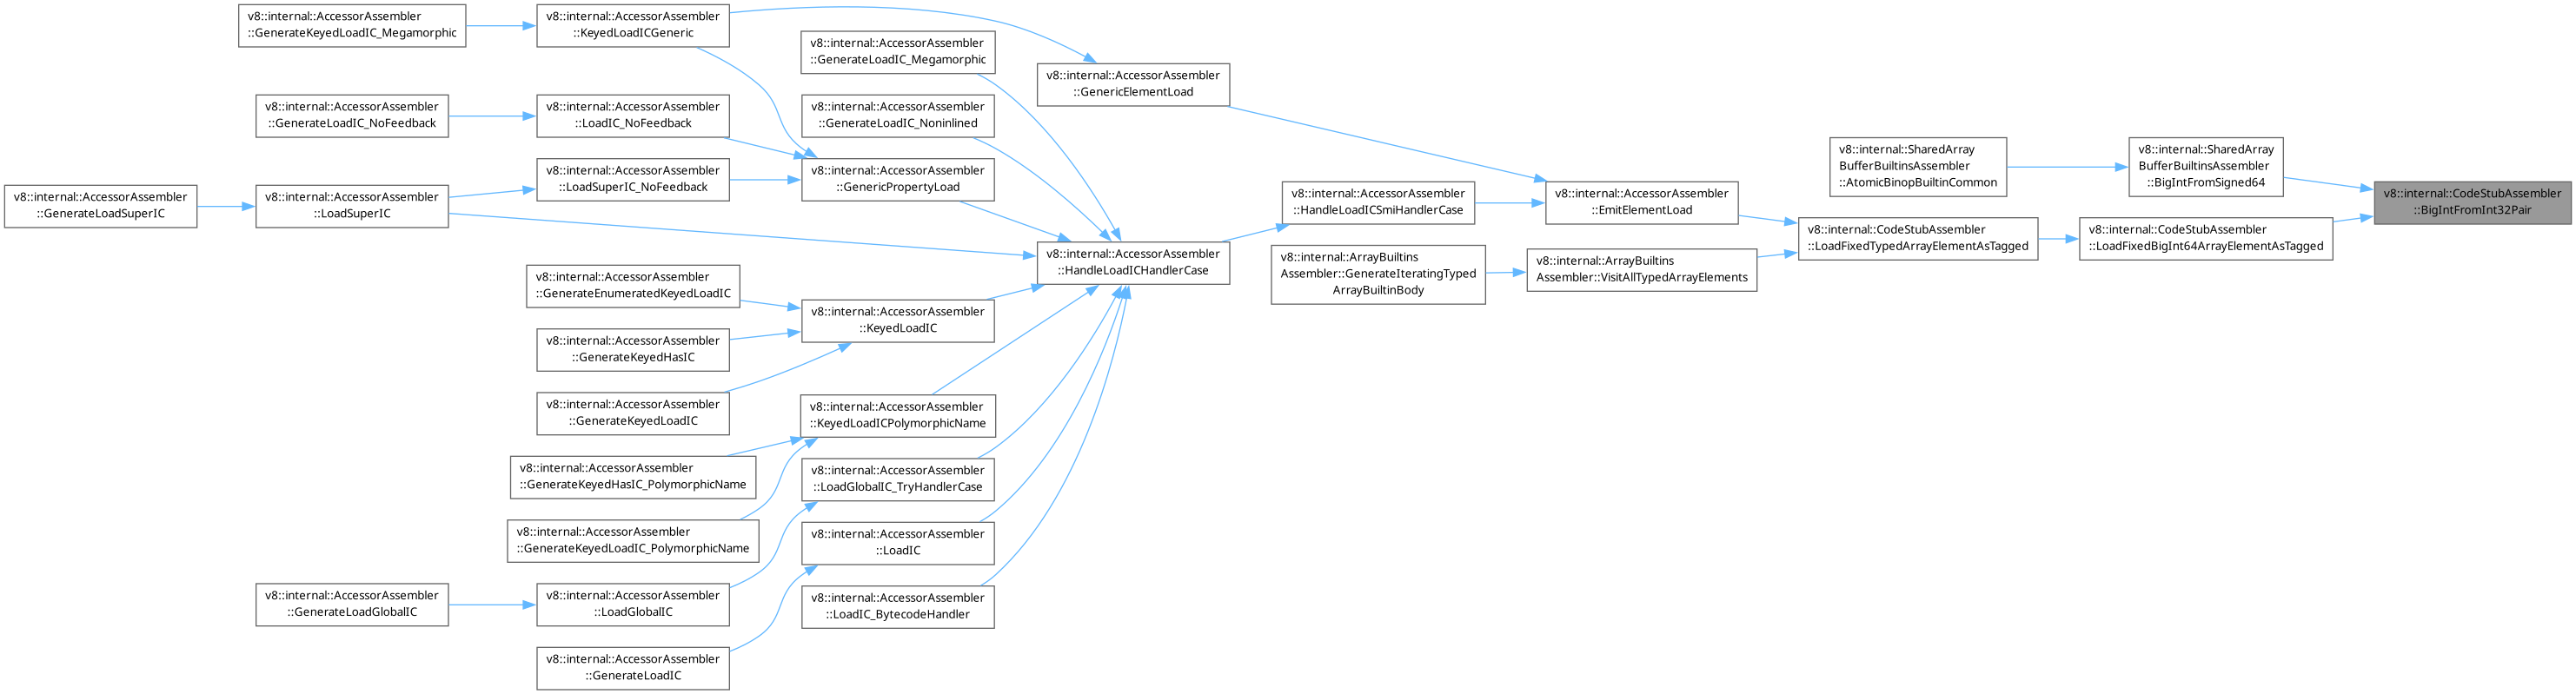 v8::internal::AccessorAssembler
::GenerateKeyedLoadIC_Megamorphic
v8::internal::AccessorAssembler
::KeyedLoadICGeneric
v8::internal::AccessorAssembler
::GenerateLoadIC_Megamorphic
v8::internal::AccessorAssembler
::GenericElementLoad
v8::internal::AccessorAssembler
::GenerateLoadIC_NoFeedback
v8::internal::AccessorAssembler
::LoadIC_NoFeedback
v8::internal::AccessorAssembler
::GenerateLoadIC_Noninlined
v8::internal::SharedArray
BufferBuiltinsAssembler
::AtomicBinopBuiltinCommon
v8::internal::SharedArray
BufferBuiltinsAssembler
::BigIntFromSigned64
v8::internal::AccessorAssembler
::GenerateLoadSuperIC
v8::internal::AccessorAssembler
::LoadSuperIC
v8::internal::AccessorAssembler
::LoadSuperIC_NoFeedback
v8::internal::AccessorAssembler
::GenericPropertyLoad
v8::internal::AccessorAssembler
::HandleLoadICSmiHandlerCase
v8::internal::AccessorAssembler
::EmitElementLoad
v8::internal::CodeStubAssembler
::BigIntFromInt32Pair
v8::internal::CodeStubAssembler
::LoadFixedTypedArrayElementAsTagged
v8::internal::CodeStubAssembler
::LoadFixedBigInt64ArrayElementAsTagged
v8::internal::AccessorAssembler
::HandleLoadICHandlerCase
v8::internal::ArrayBuiltins
Assembler::GenerateIteratingTyped
ArrayBuiltinBody
v8::internal::ArrayBuiltins
Assembler::VisitAllTypedArrayElements
v8::internal::AccessorAssembler
::GenerateEnumeratedKeyedLoadIC
v8::internal::AccessorAssembler
::KeyedLoadIC
v8::internal::AccessorAssembler
::GenerateKeyedHasIC
v8::internal::AccessorAssembler
::GenerateKeyedLoadIC
v8::internal::AccessorAssembler
::KeyedLoadICPolymorphicName
v8::internal::AccessorAssembler
::GenerateKeyedHasIC_PolymorphicName
v8::internal::AccessorAssembler
::LoadGlobalIC_TryHandlerCase
v8::internal::AccessorAssembler
::GenerateKeyedLoadIC_PolymorphicName
v8::internal::AccessorAssembler
::LoadIC
v8::internal::AccessorAssembler
::GenerateLoadGlobalIC
v8::internal::AccessorAssembler
::LoadGlobalIC
v8::internal::AccessorAssembler
::LoadIC_BytecodeHandler
v8::internal::AccessorAssembler
::GenerateLoadIC